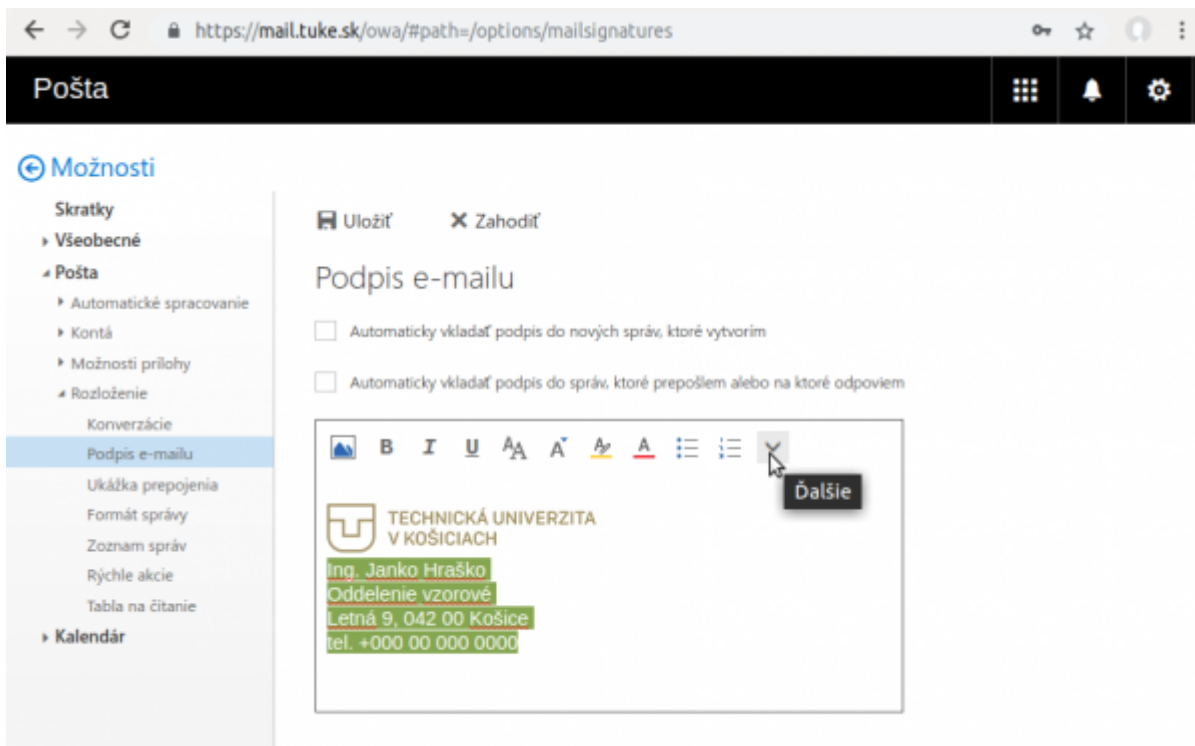 https://mail.tuke.sk/owa/#path=/options/mailsignatures
Pošta
Možnosti
Skratky
Všeobecné
Pošta
Automatické spracovanie
Kontá
Možnosti prílohy
Rozloženie
Konverzácie
Podpis e-mailu
Ukážka prepojenia
Formát správy
Zoznam správ
Rýchle akcie
Tabla na čítanie
Kalendár
Uložiť Zahodiť
Podpis e-mailu
Automaticky vkladať podpis do nových správ, ktoré vytvorím
Automaticky vkladať podpis do správ, ktoré prepošlem alebo na ktoré odpoviem
B I U AA A A A
Ďalšie
TECHNICKÁ UNIVERZITA
V KOŠICIACH
Ing. Janko Hraško
Oddelenie vzorové
Letná 9, 042 00 Košice
tel. +000 00 000 0000